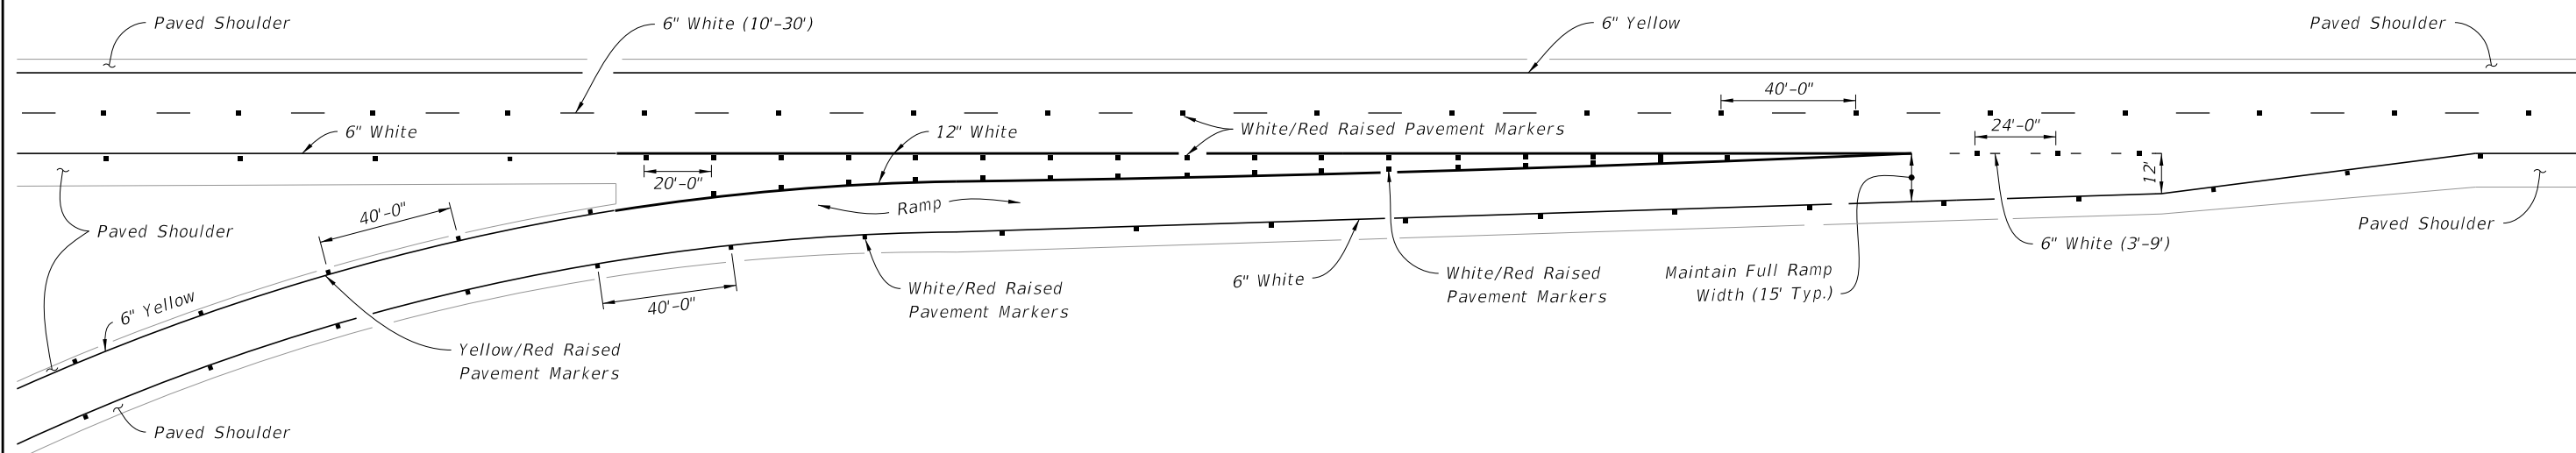 Paved Shoulder
6" White (10'-30')
6" Yellow
Paved Shoulder
40'-0"
6" White
12" White
White/Red Raised Pavement Markers
24'-0"
12'
20'-0"
40'-0"
Ramp
Paved Shoulder
Paved Shoulder
6" White (3'-9')
6" Yellow
40'-0"
White/Red Raised
Pavement Markers
6" White
White/Red Raised
Pavement Markers
Maintain Full Ramp
Width (15' Typ.)
Yellow/Red Raised
Pavement Markers
Paved Shoulder